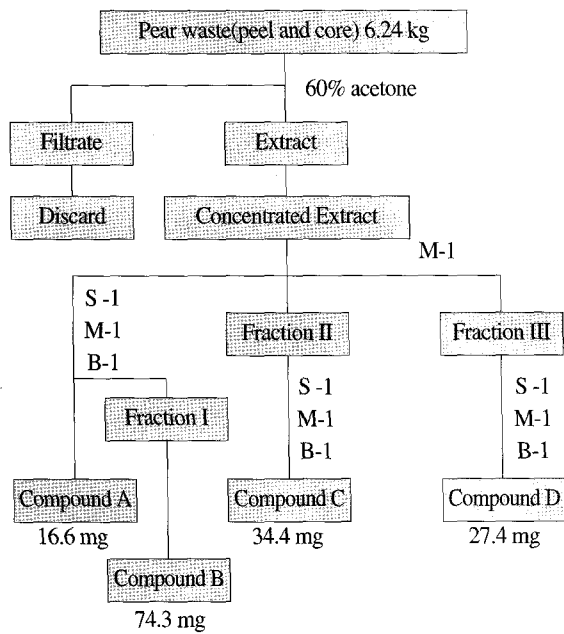 Pear waste(peel and core) 6.24 kg
60% acetone
Filtrate
Extract
Discard
Concentrated Extract
M-1
S -1
M-1
B-1
Fraction II
Fraction III
S -1
M-1
B-1
S -1
M-1
B-1
Fraction I
Compound A
16.6 mg
Compound C
34.4 mg
Compound D
27.4 mg
Compound B
74.3 mg